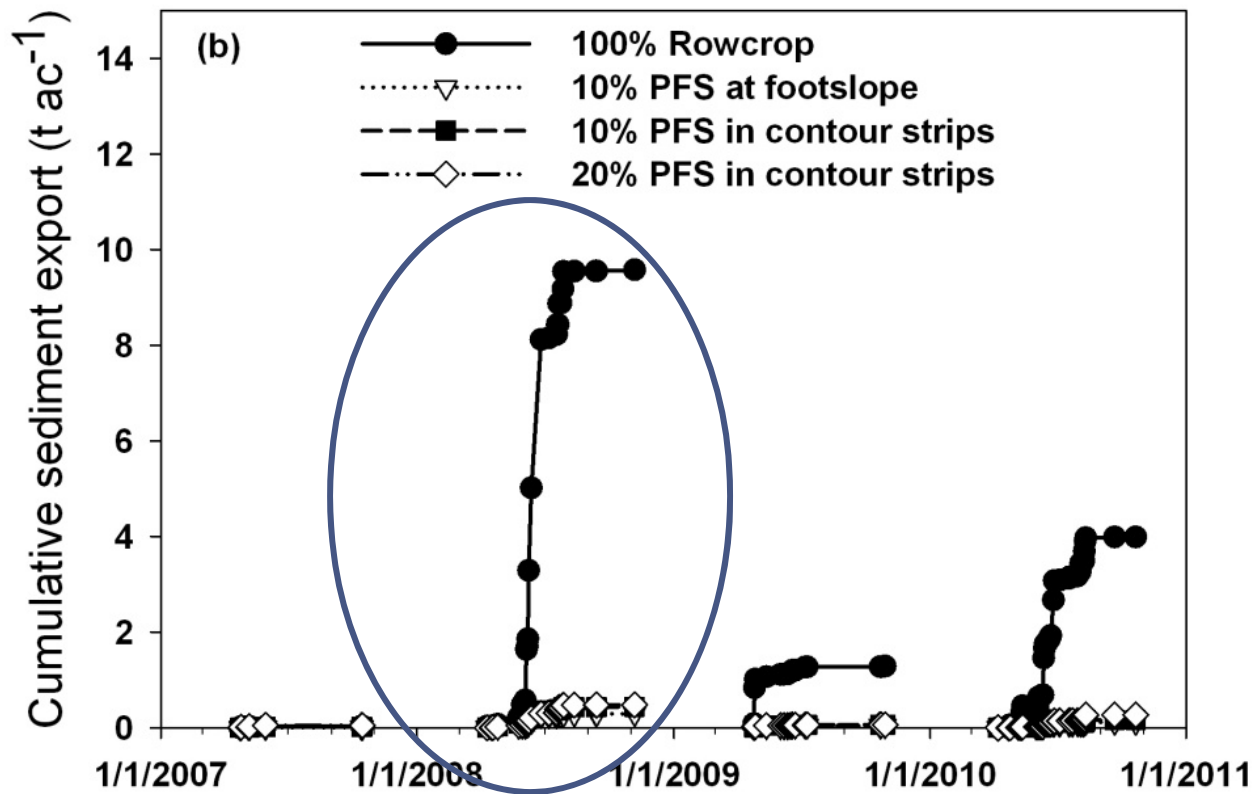 (b)
100% Rowcrop
10% PFS at footslope
10% PFS in contour strips
20% PFS in contour strips
Cumulative sediment export (t ac⁻¹)
14
12
10
8
6
4
2
0
1/1/2007
1/1/2008
1/1/2009
1/1/2010
1/1/2011